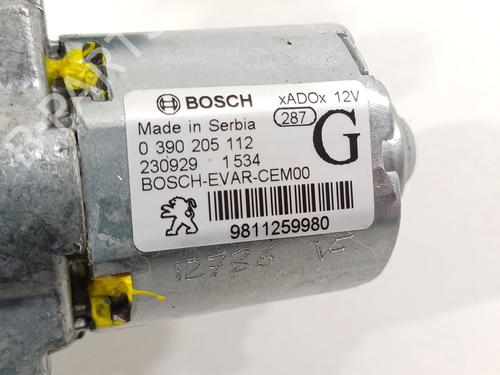 BOSCH xADOx 12V
Made in Serbia 287 G
0 390 205 112
230929 1534
BOSCH-EVAR-CEM00
9811259980